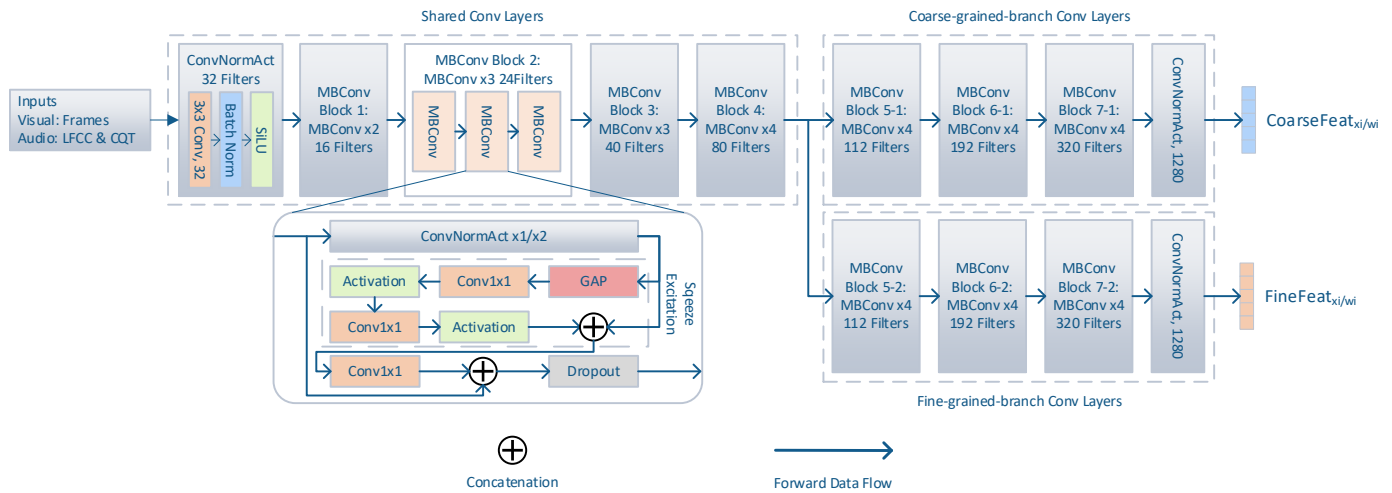 Shared Conv Layers
Coarse-grained-branch Conv Layers
Inputs
Visual: Frames
Audio: LFCC & CQT
ConvNormAct
32 Filters
3x3 Conv, 32
Batch Norm
SiLU
MBConv
Block 1:
MBConv x2
16 Filters
MBConv Block 2:
MBConv x3 24Filters
MBConv
MBConv
MBConv
MBConv
Block 3:
MBConv x3
40 Filters
MBConv
Block 4:
MBConv x4
80 Filters
MBConv
Block 5-1:
MBConv x4
112 Filters
MBConv
Block 6-1:
MBConv x4
192 Filters
MBConv
Block 7-1:
MBConv x4
320 Filters
ConvNormAct, 1280
CoarseFeat xi/wi
ConvNormAct x1/x2
Activation
Conv1x1
GAP
Sqeeze
Excitation
Conv1x1
Activation
Conv1x1
Dropout
MBConv
Block 5-2:
MBConv x4
112 Filters
MBConv
Block 6-2:
MBConv x4
192 Filters
MBConv
Block 7-2:
MBConv x4
320 Filters
ConvNormAct, 1280
FineFeat xi/wi
Fine-grained-branch Conv Layers
Concatenation
Forward Data Flow